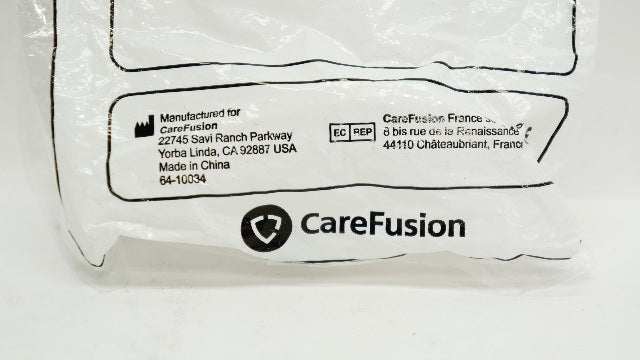 Manufactured for
CareFusion
22745 Savi Ranch Parkway
Yorba Linda, CA 92887 USA
Made in China
64-10034
EC REP
CareFusion France
8 bis rue de la Renaissance
44110 Châteaubriant, France
CareFusion